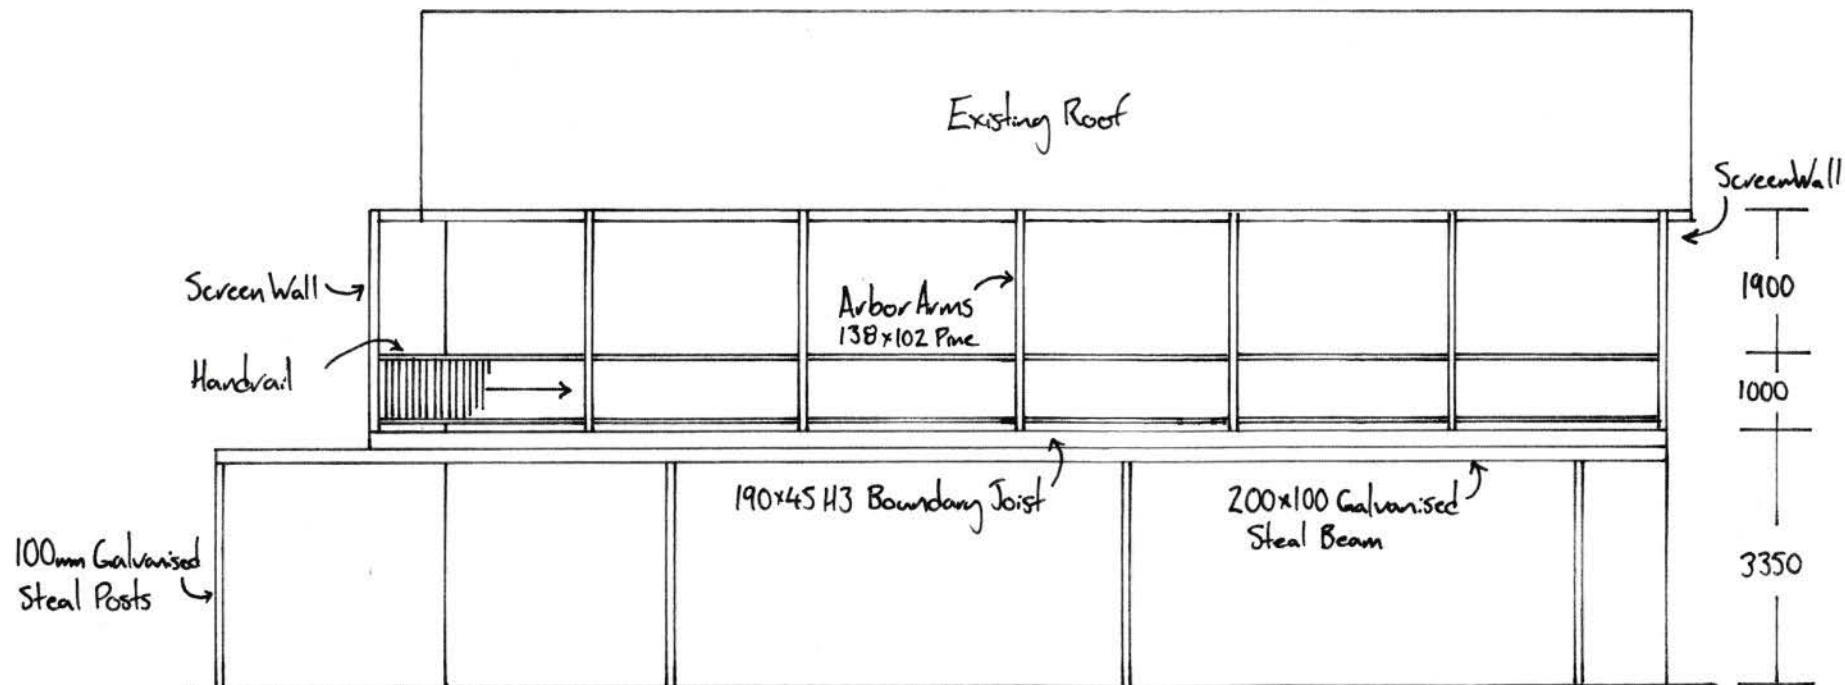 Existing Roof
ScreenWall
Screen Wall
Arbor Arms
138x102 Pine
1900
Handrail
1000
190x45 H3 Boundary Joist
200x100 Galvanised
Steal Beam
100mm Galvanised
Steal Posts
3350